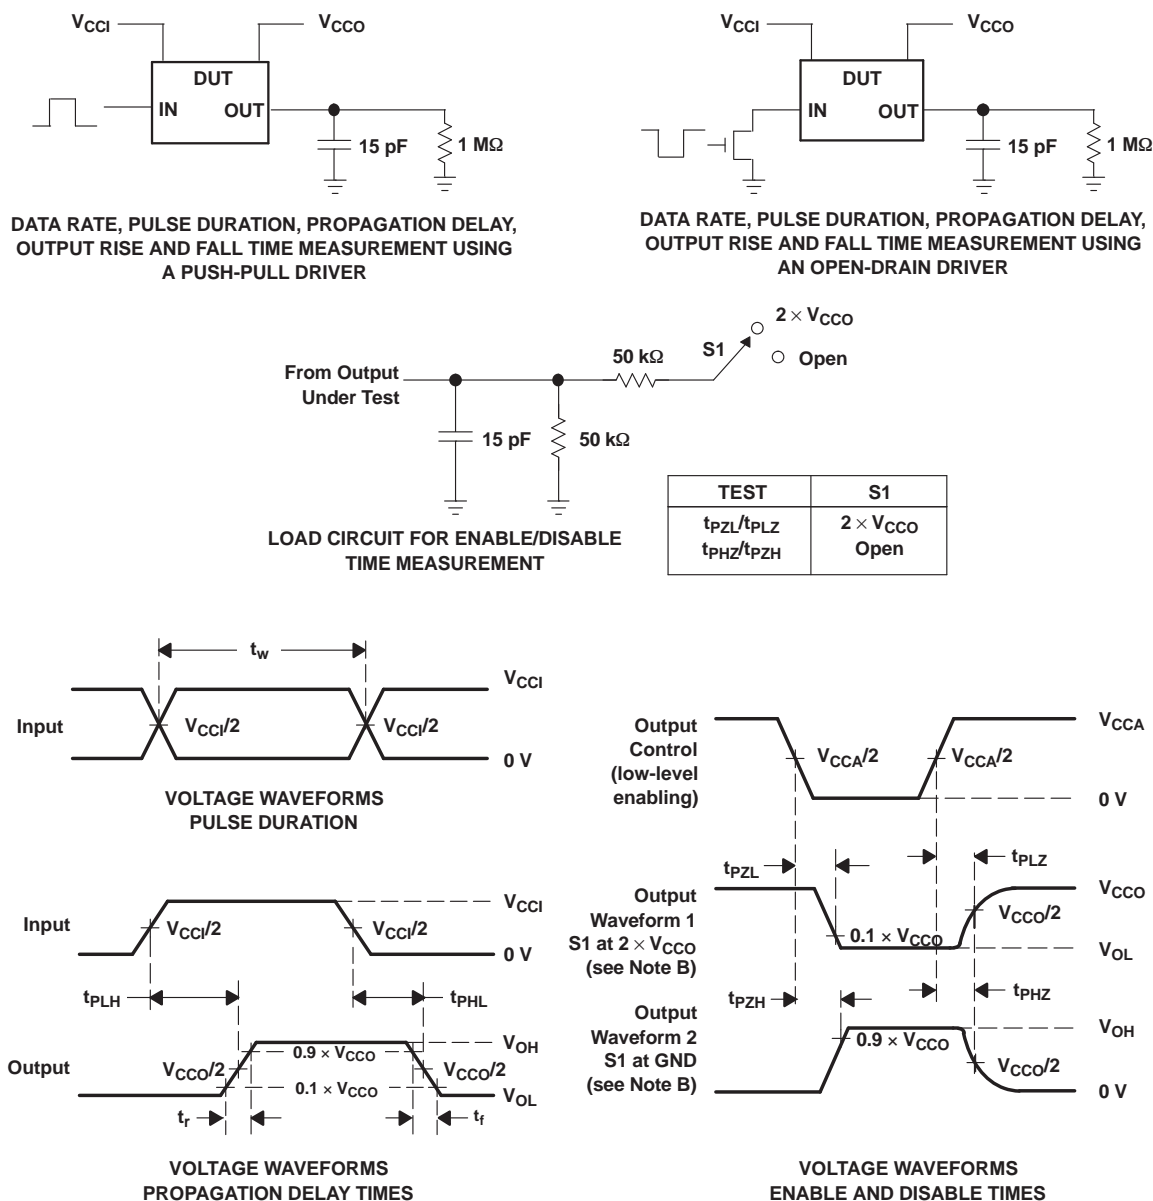 VCCI
VCCO
DUT
IN
OUT
15 pF
1 MΩ
DATA RATE, PULSE DURATION, PROPAGATION DELAY,
OUTPUT RISE AND FALL TIME MEASUREMENT USING
A PUSH-PULL DRIVER
VCCI
VCCO
DUT
IN
OUT
15 pF
1 MΩ
DATA RATE, PULSE DURATION, PROPAGATION DELAY,
OUTPUT RISE AND FALL TIME MEASUREMENT USING
AN OPEN-DRAIN DRIVER
From Output
Under Test
15 pF
50 kΩ
50 kΩ
S1
2 × VCCO
Open
LOAD CIRCUIT FOR ENABLE/DISABLE
TIME MEASUREMENT
TEST S1
tPZL/tPLZ 2 × VCCO
tPHZ/tPZH Open
tw
Input
VCCI/2
VCCI/2
VCCI
0 V
VOLTAGE WAVEFORMS
PULSE DURATION
Input
VCCI/2
VCCI/2
VCCI
0 V
tPLH
tPHL
Output
VCCO/2
0.9 × VCCO
0.1 × VCCO
VCCO/2
VOH
VOL
tr
tf
VOLTAGE WAVEFORMS
PROPAGATION DELAY TIMES
Output
Control
(low-level
enabling)
VCCA/2
VCCA/2
VCCA
0 V
tPZL
tPLZ
Output
Waveform 1
S1 at 2 × VCCO
(see Note B)
0.1 × VCCO
VCCO/2
VCCO
VOL
tPZH
tPHZ
Output
Waveform 2
S1 at GND
(see Note B)
0.9 × VCCO
VCCO/2
VOH
0 V
VOLTAGE WAVEFORMS
ENABLE AND DISABLE TIMES